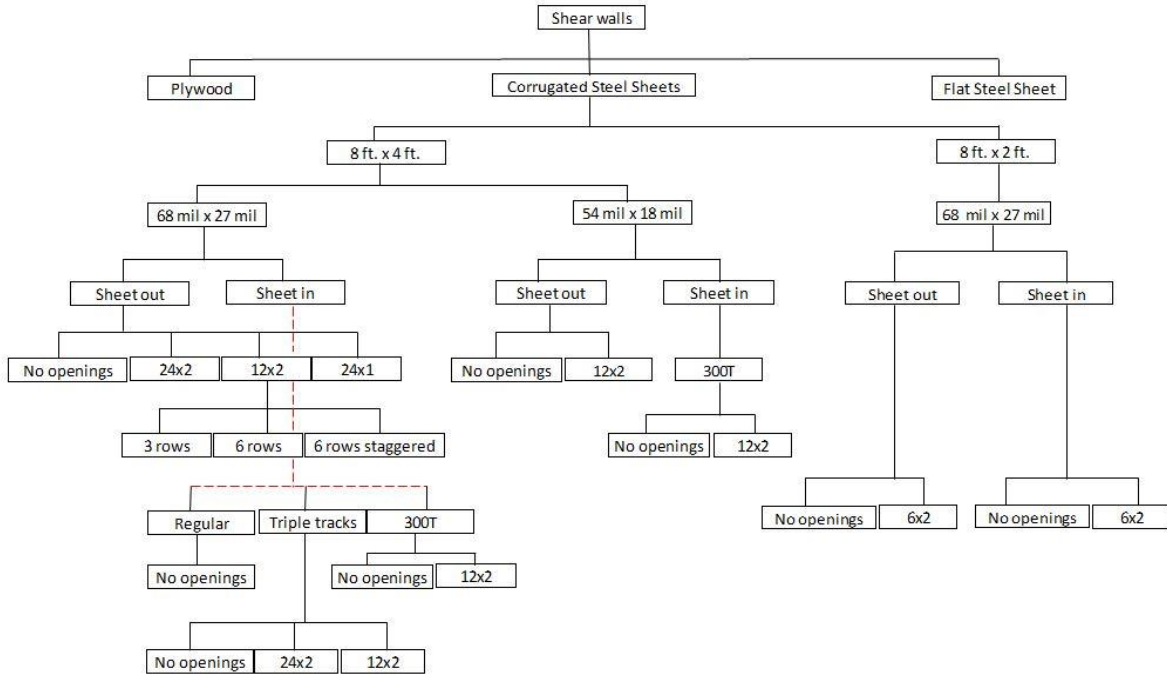 Shear walls
Plywood
Corrugated Steel Sheets
Flat Steel Sheet
8 ft. x 4 ft.
8 ft. x 2 ft.
68 mil x 27 mil
54 mil x 18 mil
68 mil x 27 mil
Sheet out
Sheet in
Sheet out
Sheet in
Sheet out
Sheet in
No openings
24x2
12x2
24x1
No openings
12x2
300T
3 rows
6 rows
6 rows staggered
No openings
12x2
Regular
Triple tracks
300T
No openings
6x2
No openings
6x2
No openings
No openings
12x2
No openings
24x2
12x2